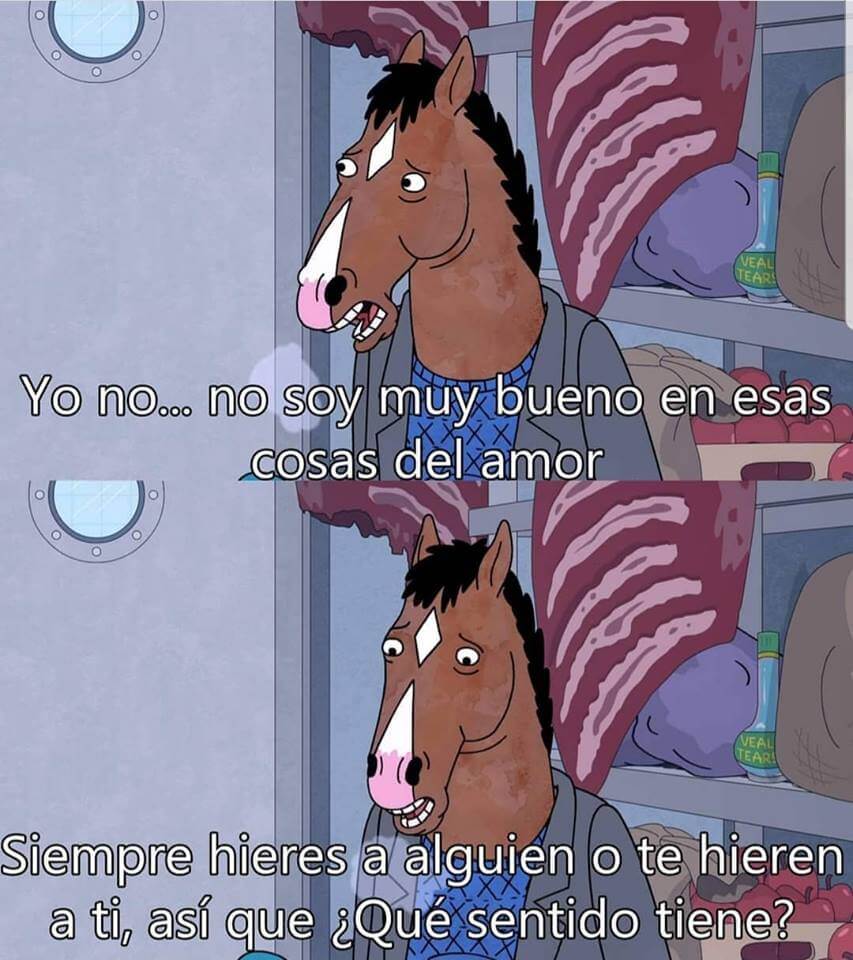 VEAL
TEARS
Yo no... no soy muy bueno en esas
cosas del amor
VEAL
TEARS
Siempre hieres a alguien o te hieren
a ti, así que ¿Qué sentido tiene?